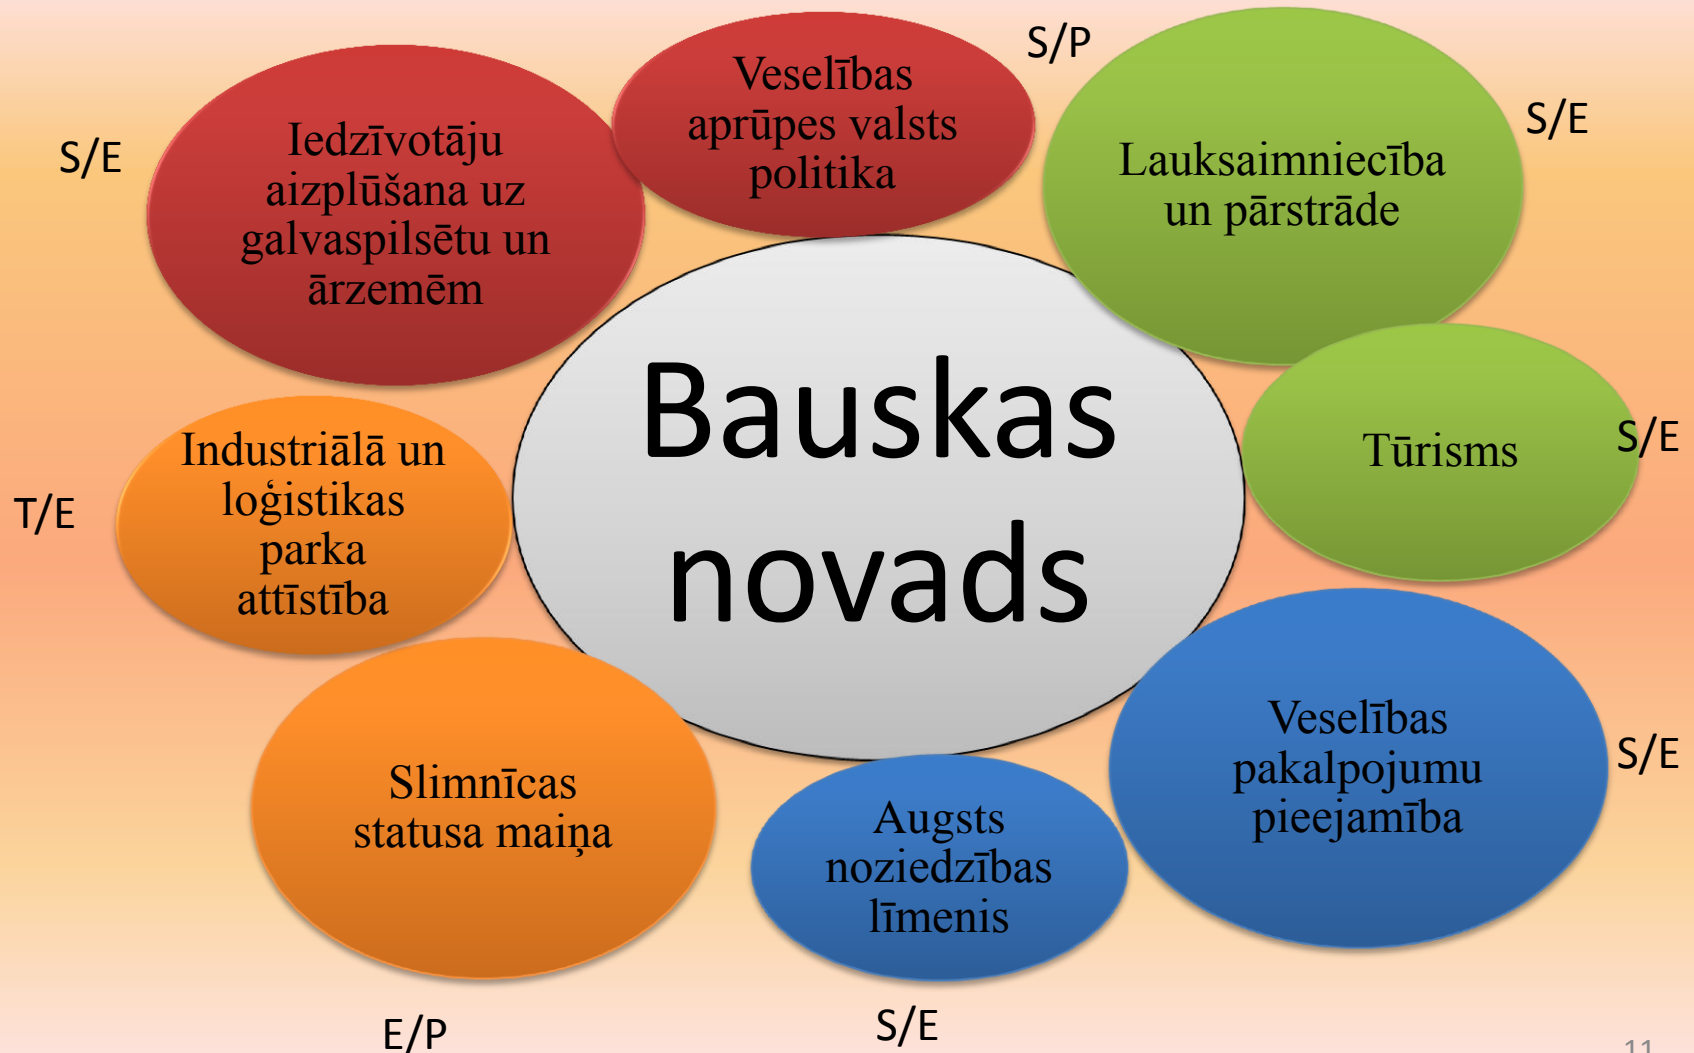 S/P
Veselības
aprūpes valsts
politika
S/E
Iedzīvotāju
aizplūšana uz
galvaspilsētu un
ārzemēm
S/E
Lauksaimniecība
un pārstrāde
Bauskas
novads
S/E
Tūrisms
T/E
Industriālā un
loģistikas
parka
attīstība
S/E
Veselības
pakalpojumu
pieejamība
Slimnīcas
statusa maiņa
Augsts
noziedzības
līmenis
E/P
S/E
11